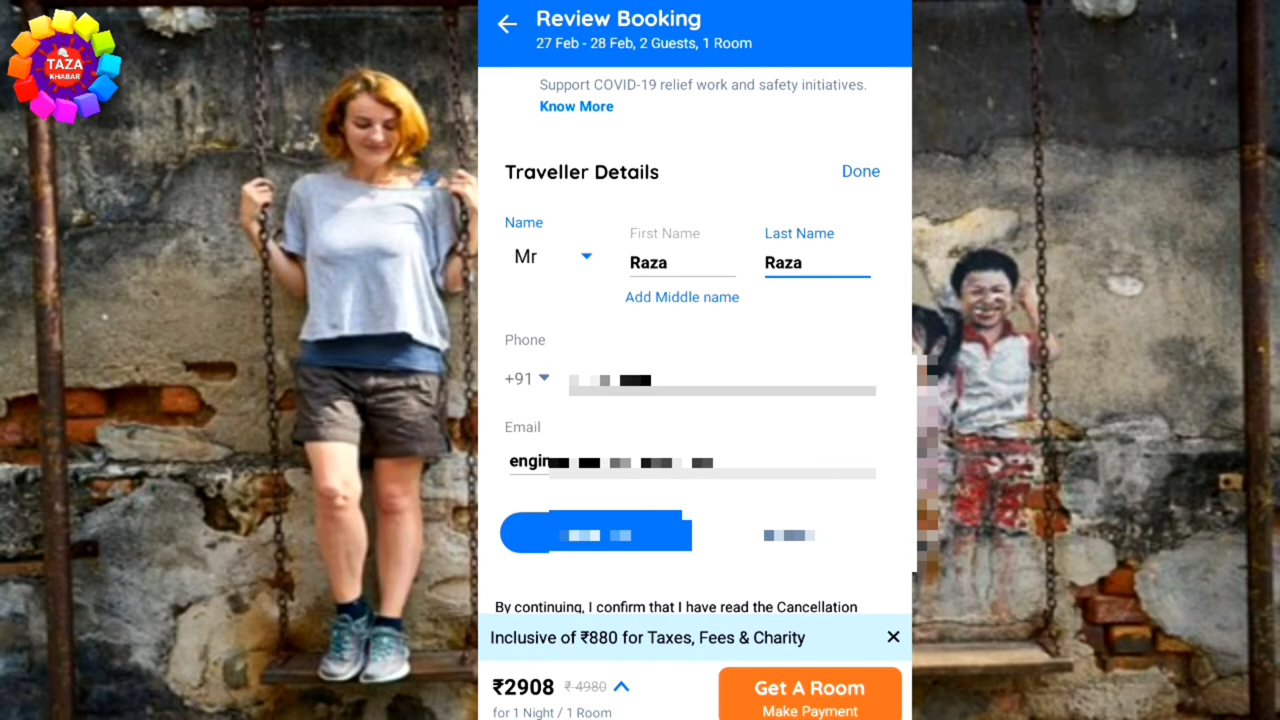 TAZA
KHABAR
Review Booking
27 Feb - 28 Feb, 2 Guests, 1 Room
Support COVID-19 relief work and safety initiatives.
Know More
Traveller Details
Done
Name
Mr
First Name
Raza
Last Name
Raza
Add Middle name
Phone
+91
Email
engin
By continuing, I confirm that I have read the Cancellation
Inclusive of ₹880 for Taxes, Fees & Charity
₹2908 ₹ 4980
for 1 Night / 1 Room
Get A Room
Make Payment